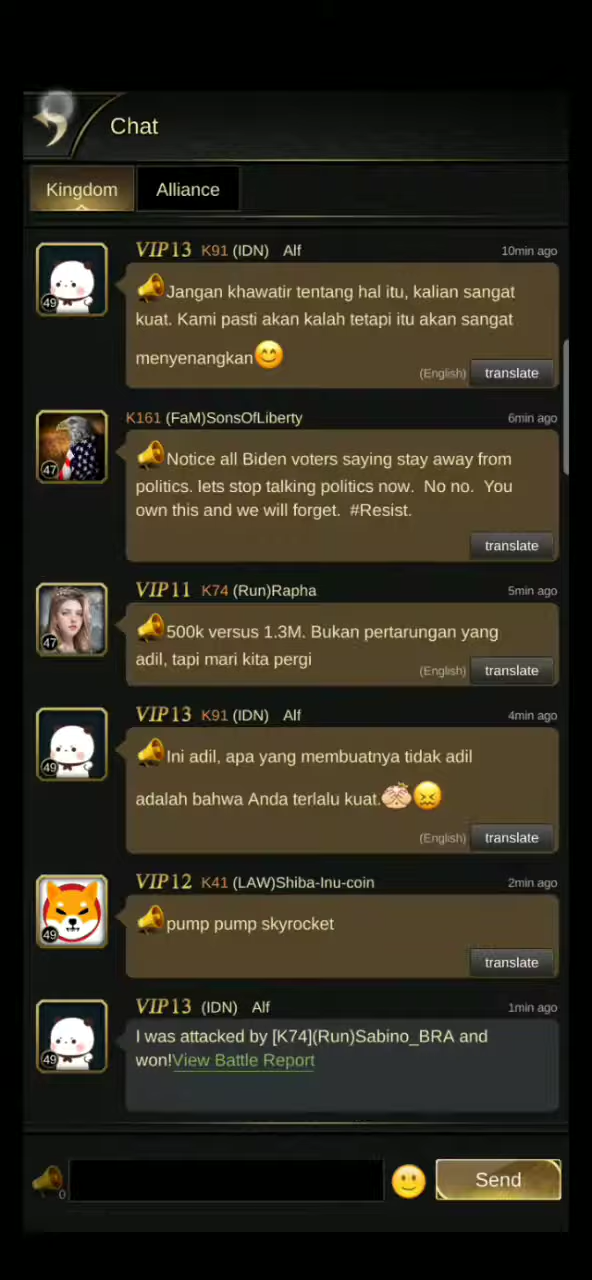 Chat
Kingdom
Alliance
VIP13 K91 (IDN) Alf 10min ago
Jangan khawatir tentang hal itu, kalian sangat
kuat. Kami pasti akan kalah tetapi itu akan sangat
menyenangkan😊
(English) translate
49
K161 (FaM)SonsOfLiberty 6min ago
Notice all Biden voters saying stay away from
politics. lets stop talking politics now. No no. You
own this and we will forget. #Resist.
47
translate
VIP11 K74 (Run)Rapha 5min ago
500k versus 1.3M. Bukan pertarungan yang
adil, tapi mari kita pergi
47
(English) translate
VIP13 K91 (IDN) Alf 4min ago
Ini adil, apa yang membuatnya tidak adil
49
adalah bahwa Anda terlalu kuat.😖
(English) translate
VIP12 K41 (LAW)Shiba-Inu-coin 2min ago
pump pump skyrocket
49
translate
VIP13 (IDN) Alf 1min ago
I was attacked by [K74](Run)Sabino_BRA and
won!View Battle Report
49
0
Send